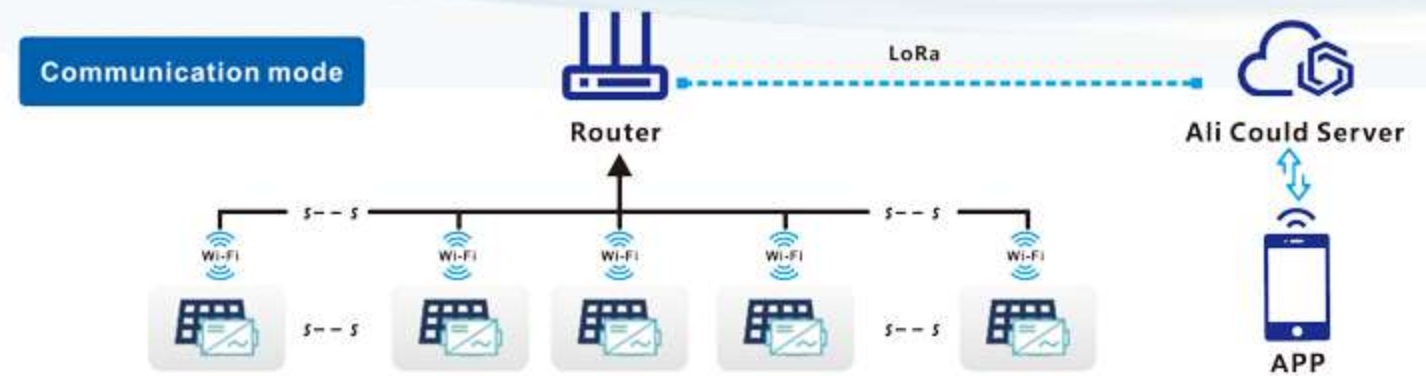 LoRa
Communication mode
Router
Ali Could Server
Wi-Fi Wi-Fi Wi-Fi Wi-Fi Wi-Fi
APP